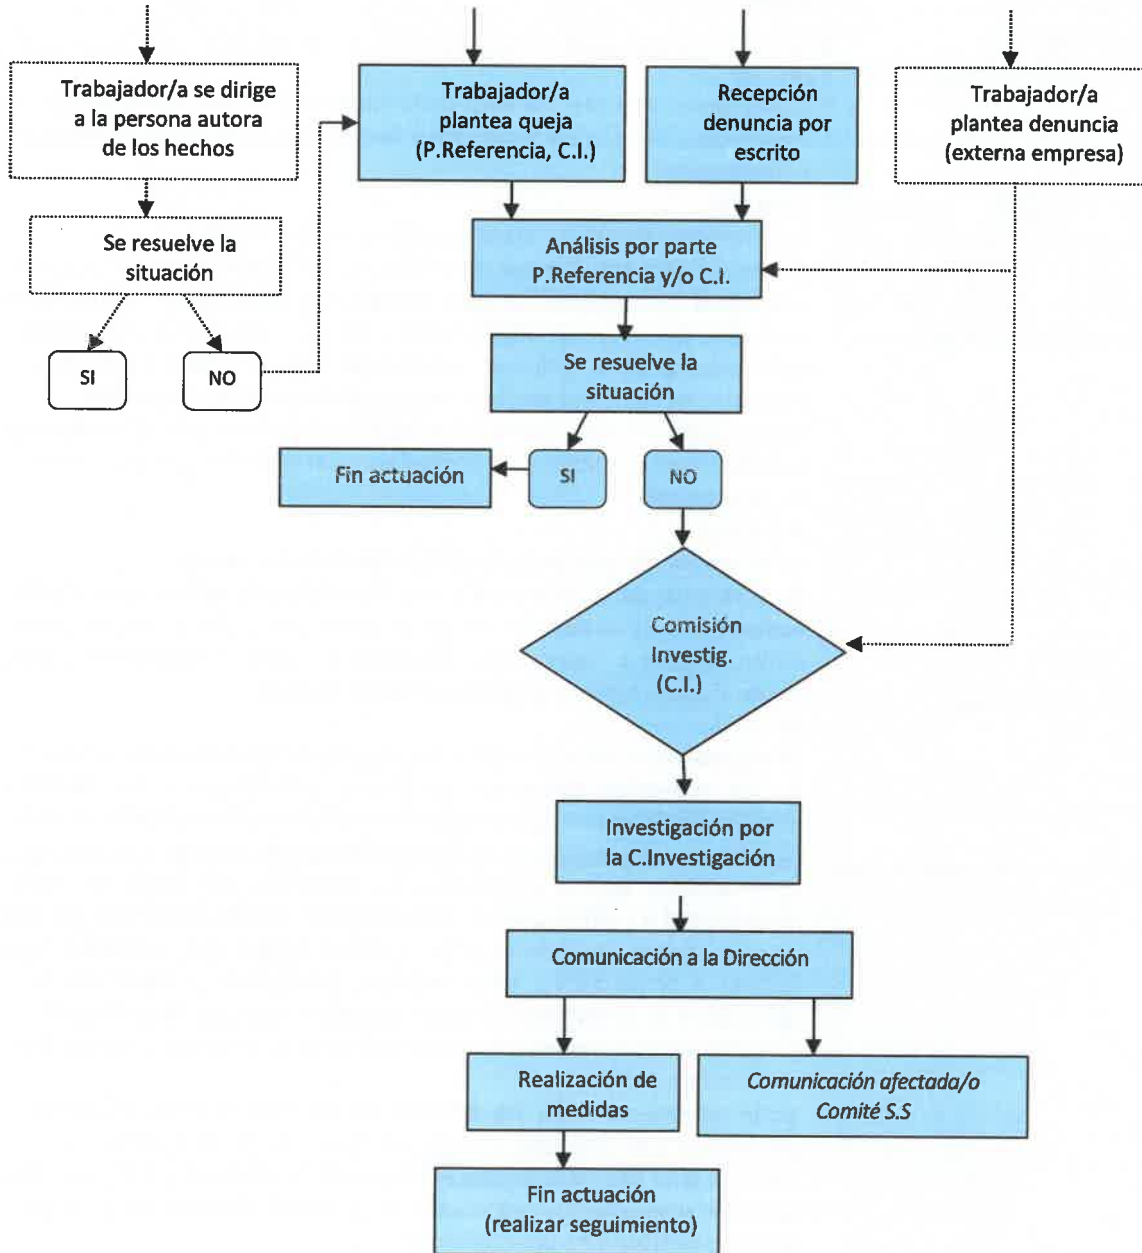 Trabajador/a se dirige
a la persona autora
de los hechos
Trabajador/a
plantea queja
(P.Referencia, C.I.)
Recepción
denuncia por
escrito
Trabajador/a
plantea denuncia
(externa empresa)
Se resuelve la
situación
Análisis por parte
P.Referencia y/o C.I.
SI
NO
Se resuelve la
situación
Fin actuación
SI
NO
Comisión
Investig.
(C.I.)
Investigación por
la C.Investigación
Comunicación a la Dirección
Realización de
medidas
Comunicación afectada/o
Comité S.S
Fin actuación
(realizar seguimiento)